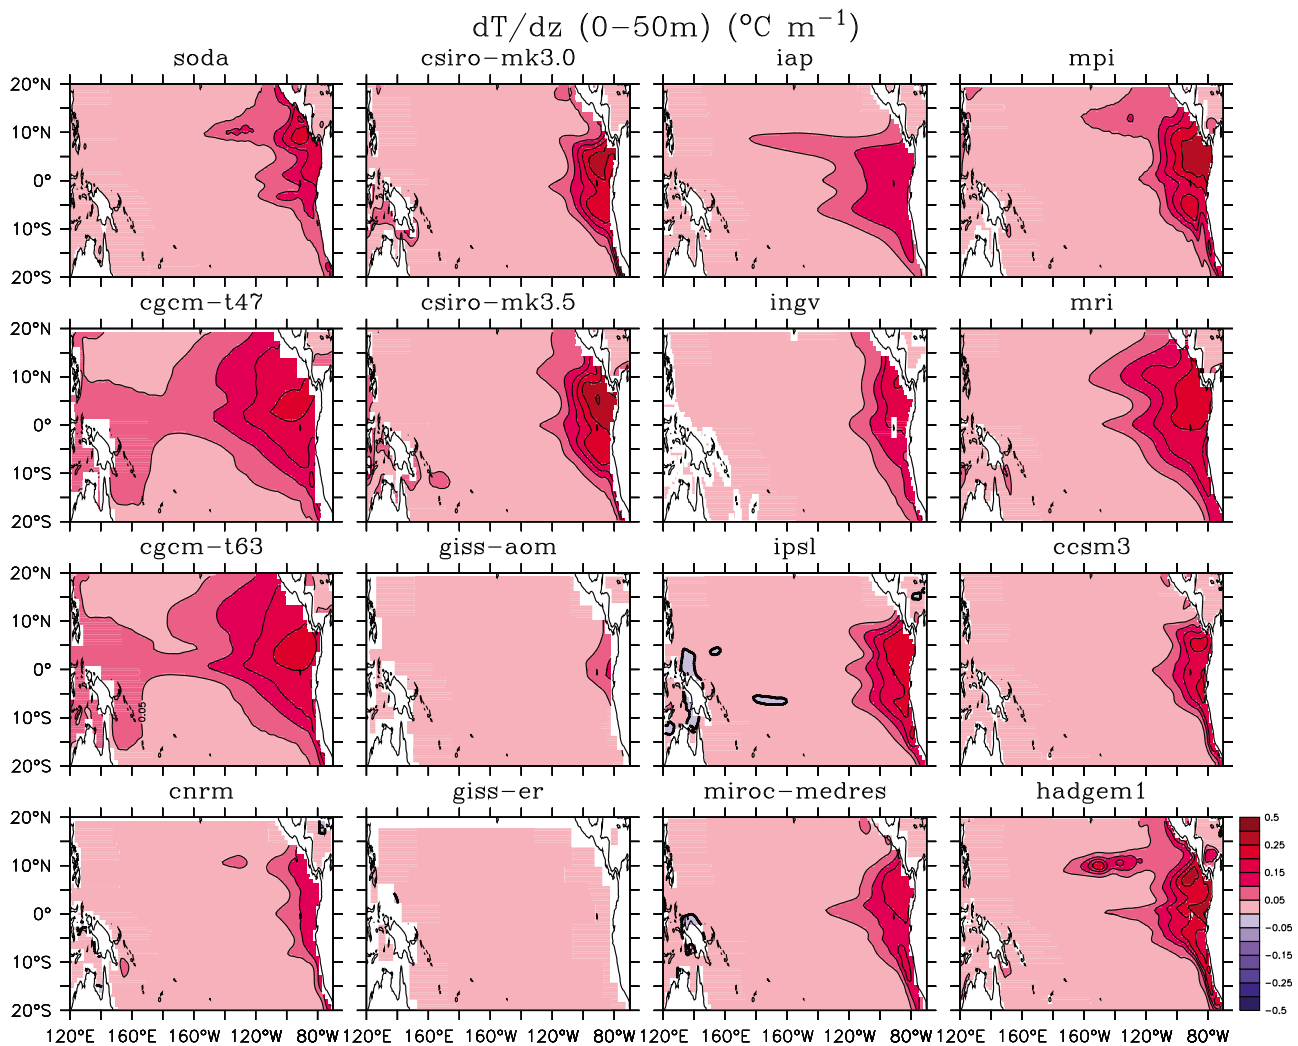 dT/dz (0−50m) (°C m⁻¹)
soda csiro−mk3.0 iap mpi
20°N
10°N
0°
10°S
20°S
cgcm−t47 csiro−mk3.5 ingv mri
20°N
10°N
0°
10°S
20°S
cgcm−t63 giss−aom ipsl ccsm3
20°N
10°N
0°
0.05
10°S
20°S
cnrm giss−er miroc−medres hadgem1
20°N
10°N
0°
10°S
20°S
0.5
0.25
0.15
0.05
−0.05
−0.15
−0.25
−0.5
120°E 160°E 160°W 120°W 80°W 120°E 160°E 160°W 120°W 80°W 120°E 160°E 160°W 120°W 80°W 120°E 160°E 160°W 120°W 80°W